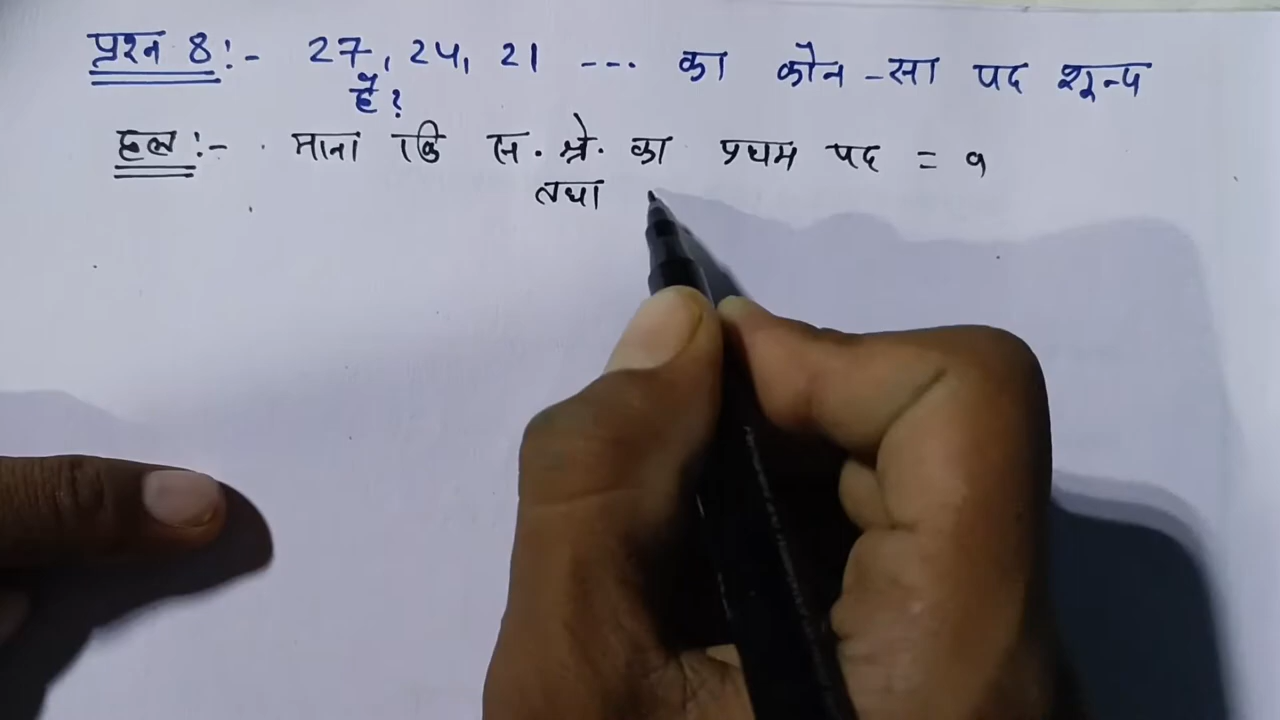 प्रश्न 8:- 27, 24, 21 --- का कौन-सा पद शून्य
है?
हल:- माना कि स. श्रे. का प्रथम पद = a
तथा